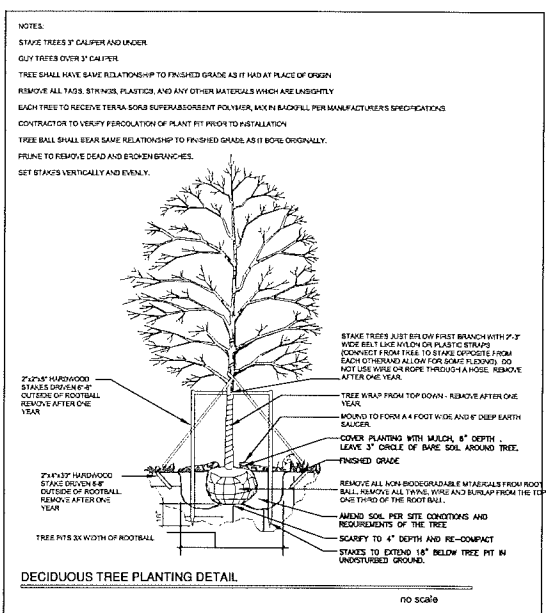 NOTES:
STAKE TREES 3" CALIPER AND UNDER.
GUY TREES OVER 3" CALIPER.
TREE SHALL HAVE SAME RELATIONSHIP TO FINISHED GRADE AS IT HAD AT PLACE OF ORIGIN
REMOVE ALL TAGS, STRINGS, PLASTICS, AND ANY OTHER MATERIALS WHICH ARE UNSIGHTLY
EACH TREE TO RECEIVE TERRA-SORB SUPERABSORBENT POLYMER, MIX IN BACKFILL PER MANUFACTURER'S SPECIFICATIONS.
CONTRACTOR TO VERIFY PERCOLATION OF PLANT PIT PRIOR TO INSTALLATION
TREE BALL SHALL BEAR SAME RELATIONSHIP TO FINISHED GRADE AS IT BORE ORIGINALLY.
PRUNE TO REMOVE DEAD AND BROKEN BRANCHES.
SET STAKES VERTICALLY AND EVENLY.
STAKE TREES JUST BELOW FIRST BRANCH WITH 2"-3"
WIDE BELT LIKE NYLON OR PLASTIC STRAPS
(CONNECT FROM TREE TO STAKE OPPOSITE FROM
EACH OTHER AND ALLOW FOR SOME FLEXING). DO
NOT USE WIRE OR ROPE THROUGH A HOSE. REMOVE
AFTER ONE YEAR.
2"x2"x8' HARDWOOD
STAKES DRIVEN 6"-8"
OUTSIDE OF ROOTBALL
REMOVE AFTER ONE
YEAR
TREE WRAP FROM TOP DOWN - REMOVE AFTER ONE
YEAR.
MOUND TO FORM A 4 FOOT WIDE AND 6" DEEP EARTH
SAUCER.
COVER PLANTING WITH MULCH, 6" DEPTH .
LEAVE 3" CIRCLE OF BARE SOIL AROUND TREE.
FINISHED GRADE
2"x4"x30" HARDWOOD
STAKE DRIVEN 6-8"
OUTSIDE OF ROOTBALL.
REMOVE AFTER ONE
YEAR
REMOVE ALL NON-BIODEGRADABLE MATERIALS FROM ROOT
BALL, REMOVE ALL TWINE, WIRE AND BURLAP FROM THE TOP
ONE THIRD OF THE ROOT BALL.
AMEND SOIL PER SITE CONDITIONS AND
REQUIREMENTS OF THE TREE
18"
SCARIFY TO 4" DEPTH AND RE-COMPACT
TREE PITS 3X WIDTH OF ROOTBALL
STAKES TO EXTEND 18" BELOW TREE PIT IN
UNDISTURBED GROUND.
DECIDUOUS TREE PLANTING DETAIL
no scale